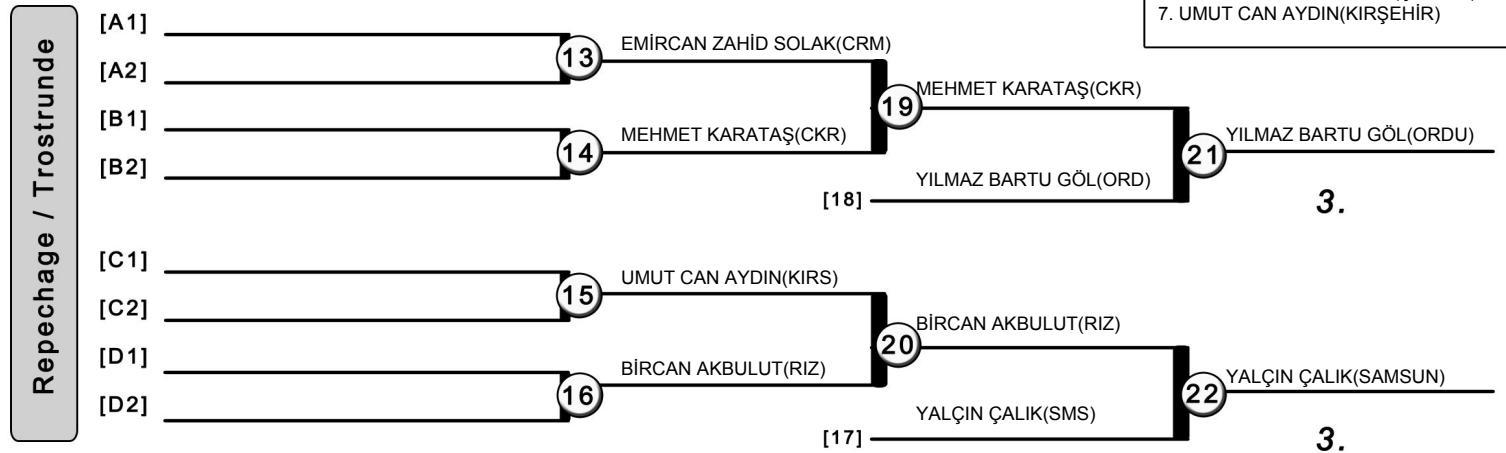 7. UMUT CAN AYDIN(KIRŞEHİR)
Repechage / Trostrunde
[A1]
[A2]
[B1]
[B2]
[C1]
[C2]
[D1]
[D2]
13
14
15
16
EMİRCAN ZAHİD SOLAK(CRM)
MEHMET KARATAŞ(CKR)
UMUT CAN AYDIN(KIRS)
BİRCAN AKBULUT(RIZ)
19
20
MEHMET KARATAŞ(CKR)
[18]
YILMAZ BARTU GÖL(ORD)
BİRCAN AKBULUT(RIZ)
[17]
YALÇIN ÇALIK(SMS)
21
22
YILMAZ BARTU GÖL(ORDU)
3.
YALÇIN ÇALIK(SAMSUN)
3.